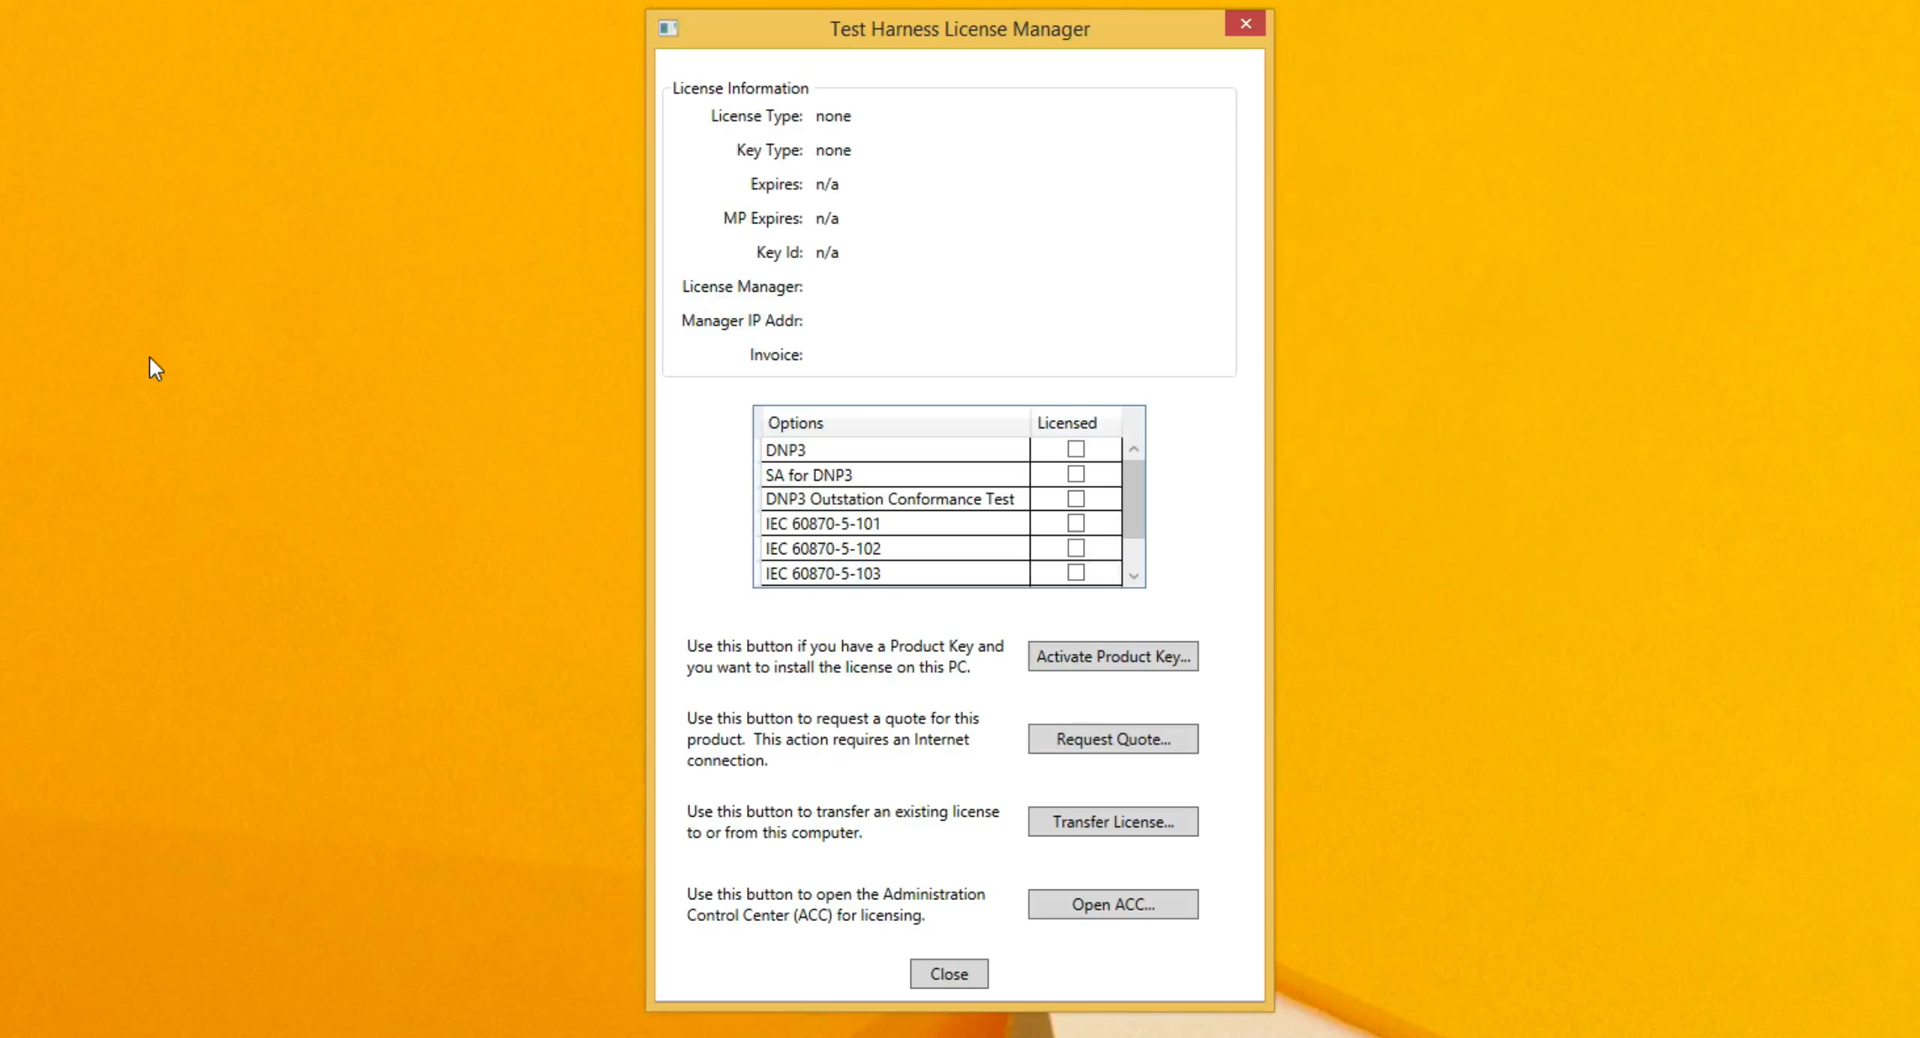 Test Harness License Manager
License Information
License Type: none
Key Type: none
Expires: n/a
MP Expires: n/a
Key Id: n/a
License Manager:
Manager IP Addr:
Invoice:
Options Licensed
DNP3
SA for DNP3
DNP3 Outstation Conformance Test
IEC 60870-5-101
IEC 60870-5-102
IEC 60870-5-103
Use this button if you have a Product Key and
you want to install the license on this PC.
Activate Product Key...
Use this button to request a quote for this
product.  This action requires an Internet
connection.
Request Quote...
Use this button to transfer an existing license
to or from this computer.
Transfer License...
Use this button to open the Administration
Control Center (ACC) for licensing.
Open ACC...
Close